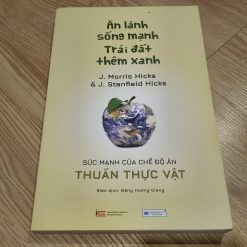 Ăn lành
sống mạnh
Trái đất
thêm xanh
J. Morris Hicks
& J. Stanfield Hicks
SỨC MẠNH CỦA CHẾ ĐỘ ĂN
THUẦN THỰC VẬT
Biên dịch: Đặng Hương Giang